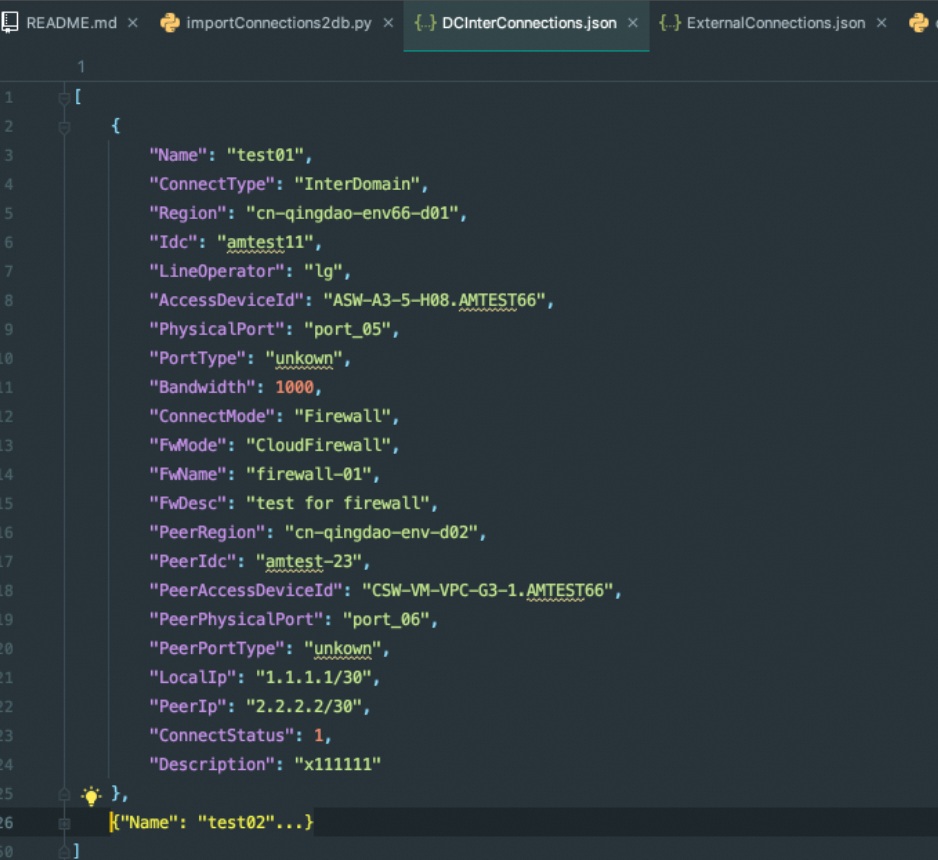 README.md × importConnections2db.py × {..} DCInterConnections.json × {..} ExternalConnections.json ×
1
1 [
2 {
3 "Name": "test01",
4 "ConnectType": "InterDomain",
5 "Region": "cn-qingdao-env66-d01",
6 "Idc": "amtest11",
7 "LineOperator": "lg",
8 "AccessDeviceId": "ASW-A3-5-H08.AMTEST66",
9 "PhysicalPort": "port_05",
10 "PortType": "unkown",
11 "Bandwidth": 1000,
12 "ConnectMode": "Firewall",
13 "FwMode": "CloudFirewall",
14 "FwName": "firewall-01",
15 "FwDesc": "test for firewall",
16 "PeerRegion": "cn-qingdao-env-d02",
17 "PeerIdc": "amtest-23",
18 "PeerAccessDeviceId": "CSW-VM-VPC-G3-1.AMTEST66",
19 "PeerPhysicalPort": "port_06",
20 "PeerPortType": "unkown",
21 "LocalIp": "1.1.1.1/30",
22 "PeerIp": "2.2.2.2/30",
23 "ConnectStatus": 1,
24 "Description": "x111111"
25 },
26 {"Name": "test02"...}
50 ]